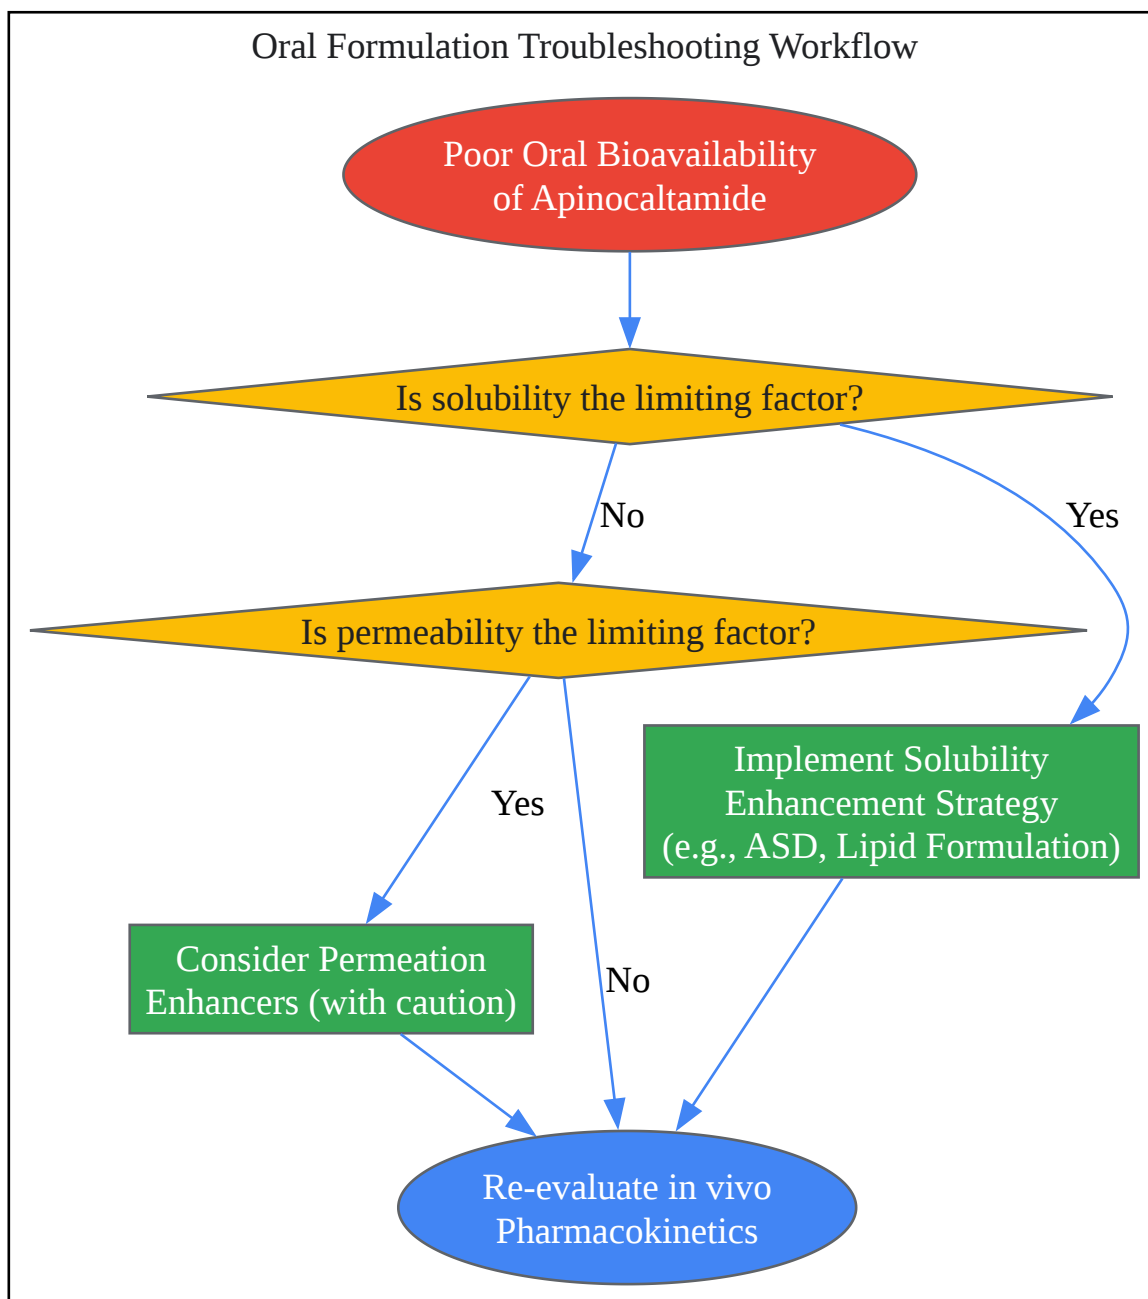 Oral Formulation Troubleshooting Workflow
Poor Oral Bioavailability
of Apinocaltamide
Is solubility the limiting factor?
No
Yes
Is permeability the limiting factor?
Implement Solubility
Enhancement Strategy
(e.g., ASD, Lipid Formulation)
Yes
Consider Permeation
Enhancers (with caution)
No
Re-evaluate in vivo
Pharmacokinetics